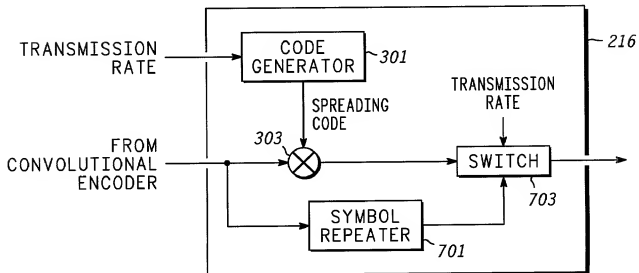 TRANSMISSION
RATE
CODE
GENERATOR
301
216
SPREADING
CODE
TRANSMISSION
RATE
303
FROM
CONVOLUTIONAL
ENCODER
SWITCH
703
SYMBOL
REPEATER
701